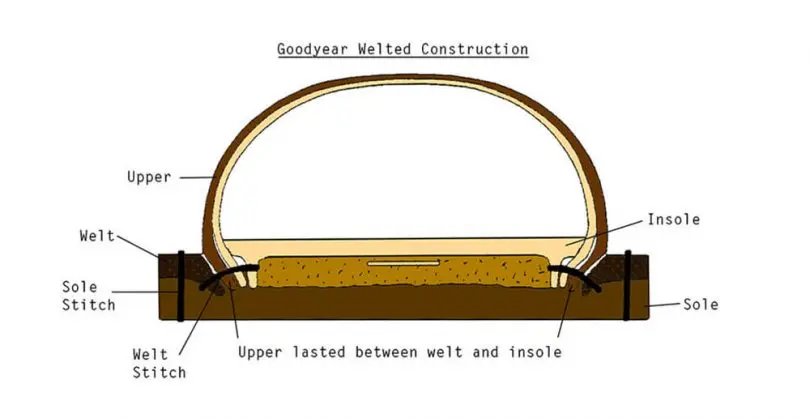 Goodyear Welted Construction
Upper
Welt
Insole
Sole
Stitch
Sole
Welt
Stitch
Upper lasted between welt and insole